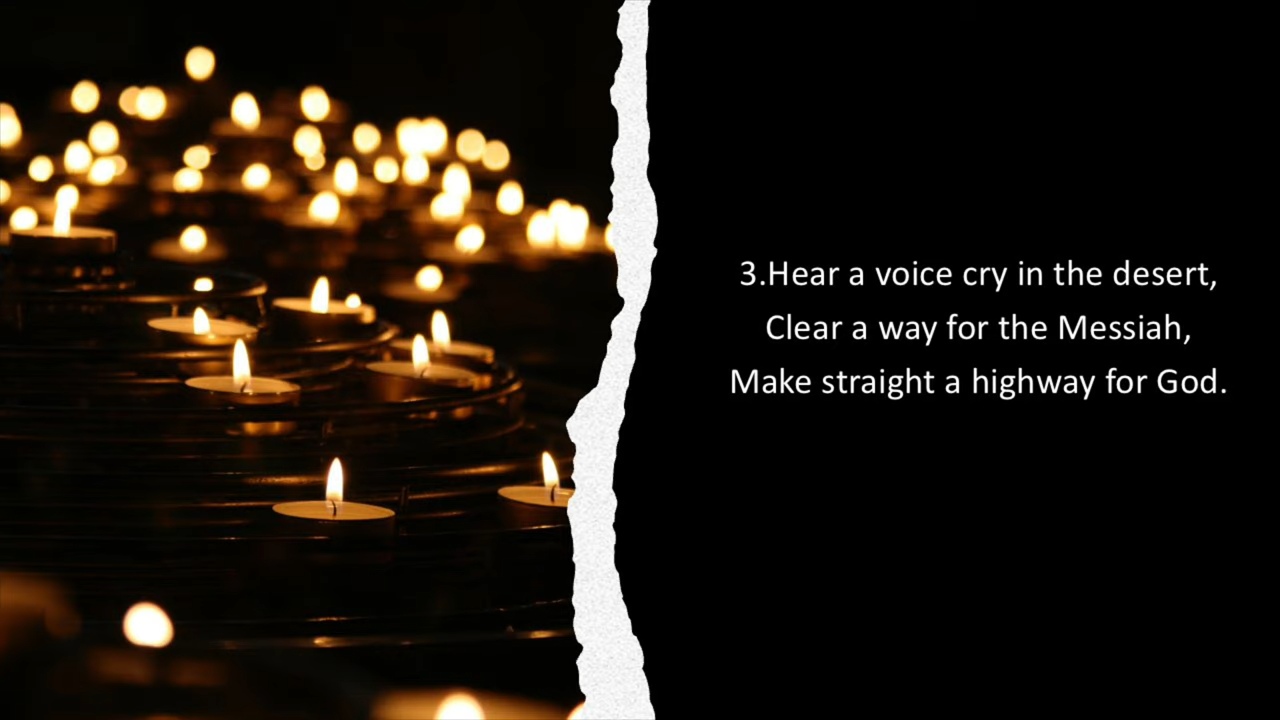 3.Hear a voice cry in the desert,
Clear a way for the Messiah,
Make straight a highway for God.